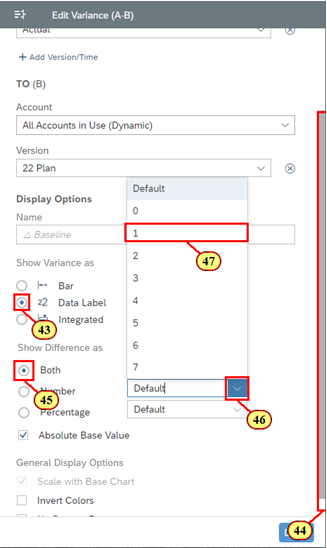 Edit Variance (A-B)
Actual
+ Add Version/Time
TO (B)
Account
All Accounts in Use (Dynamic)
Version
22 Plan
Display Options
Default
Name
0
Δ Baseline
1
47
Show Variance as
2
Bar
3
22 Data Label
43
4
Integrated
5
Show Difference as
6
Both
7
45
Number
Default
46
Percentage
Default
Absolute Base Value
General Display Options
Scale with Base Chart
Invert Colors
44